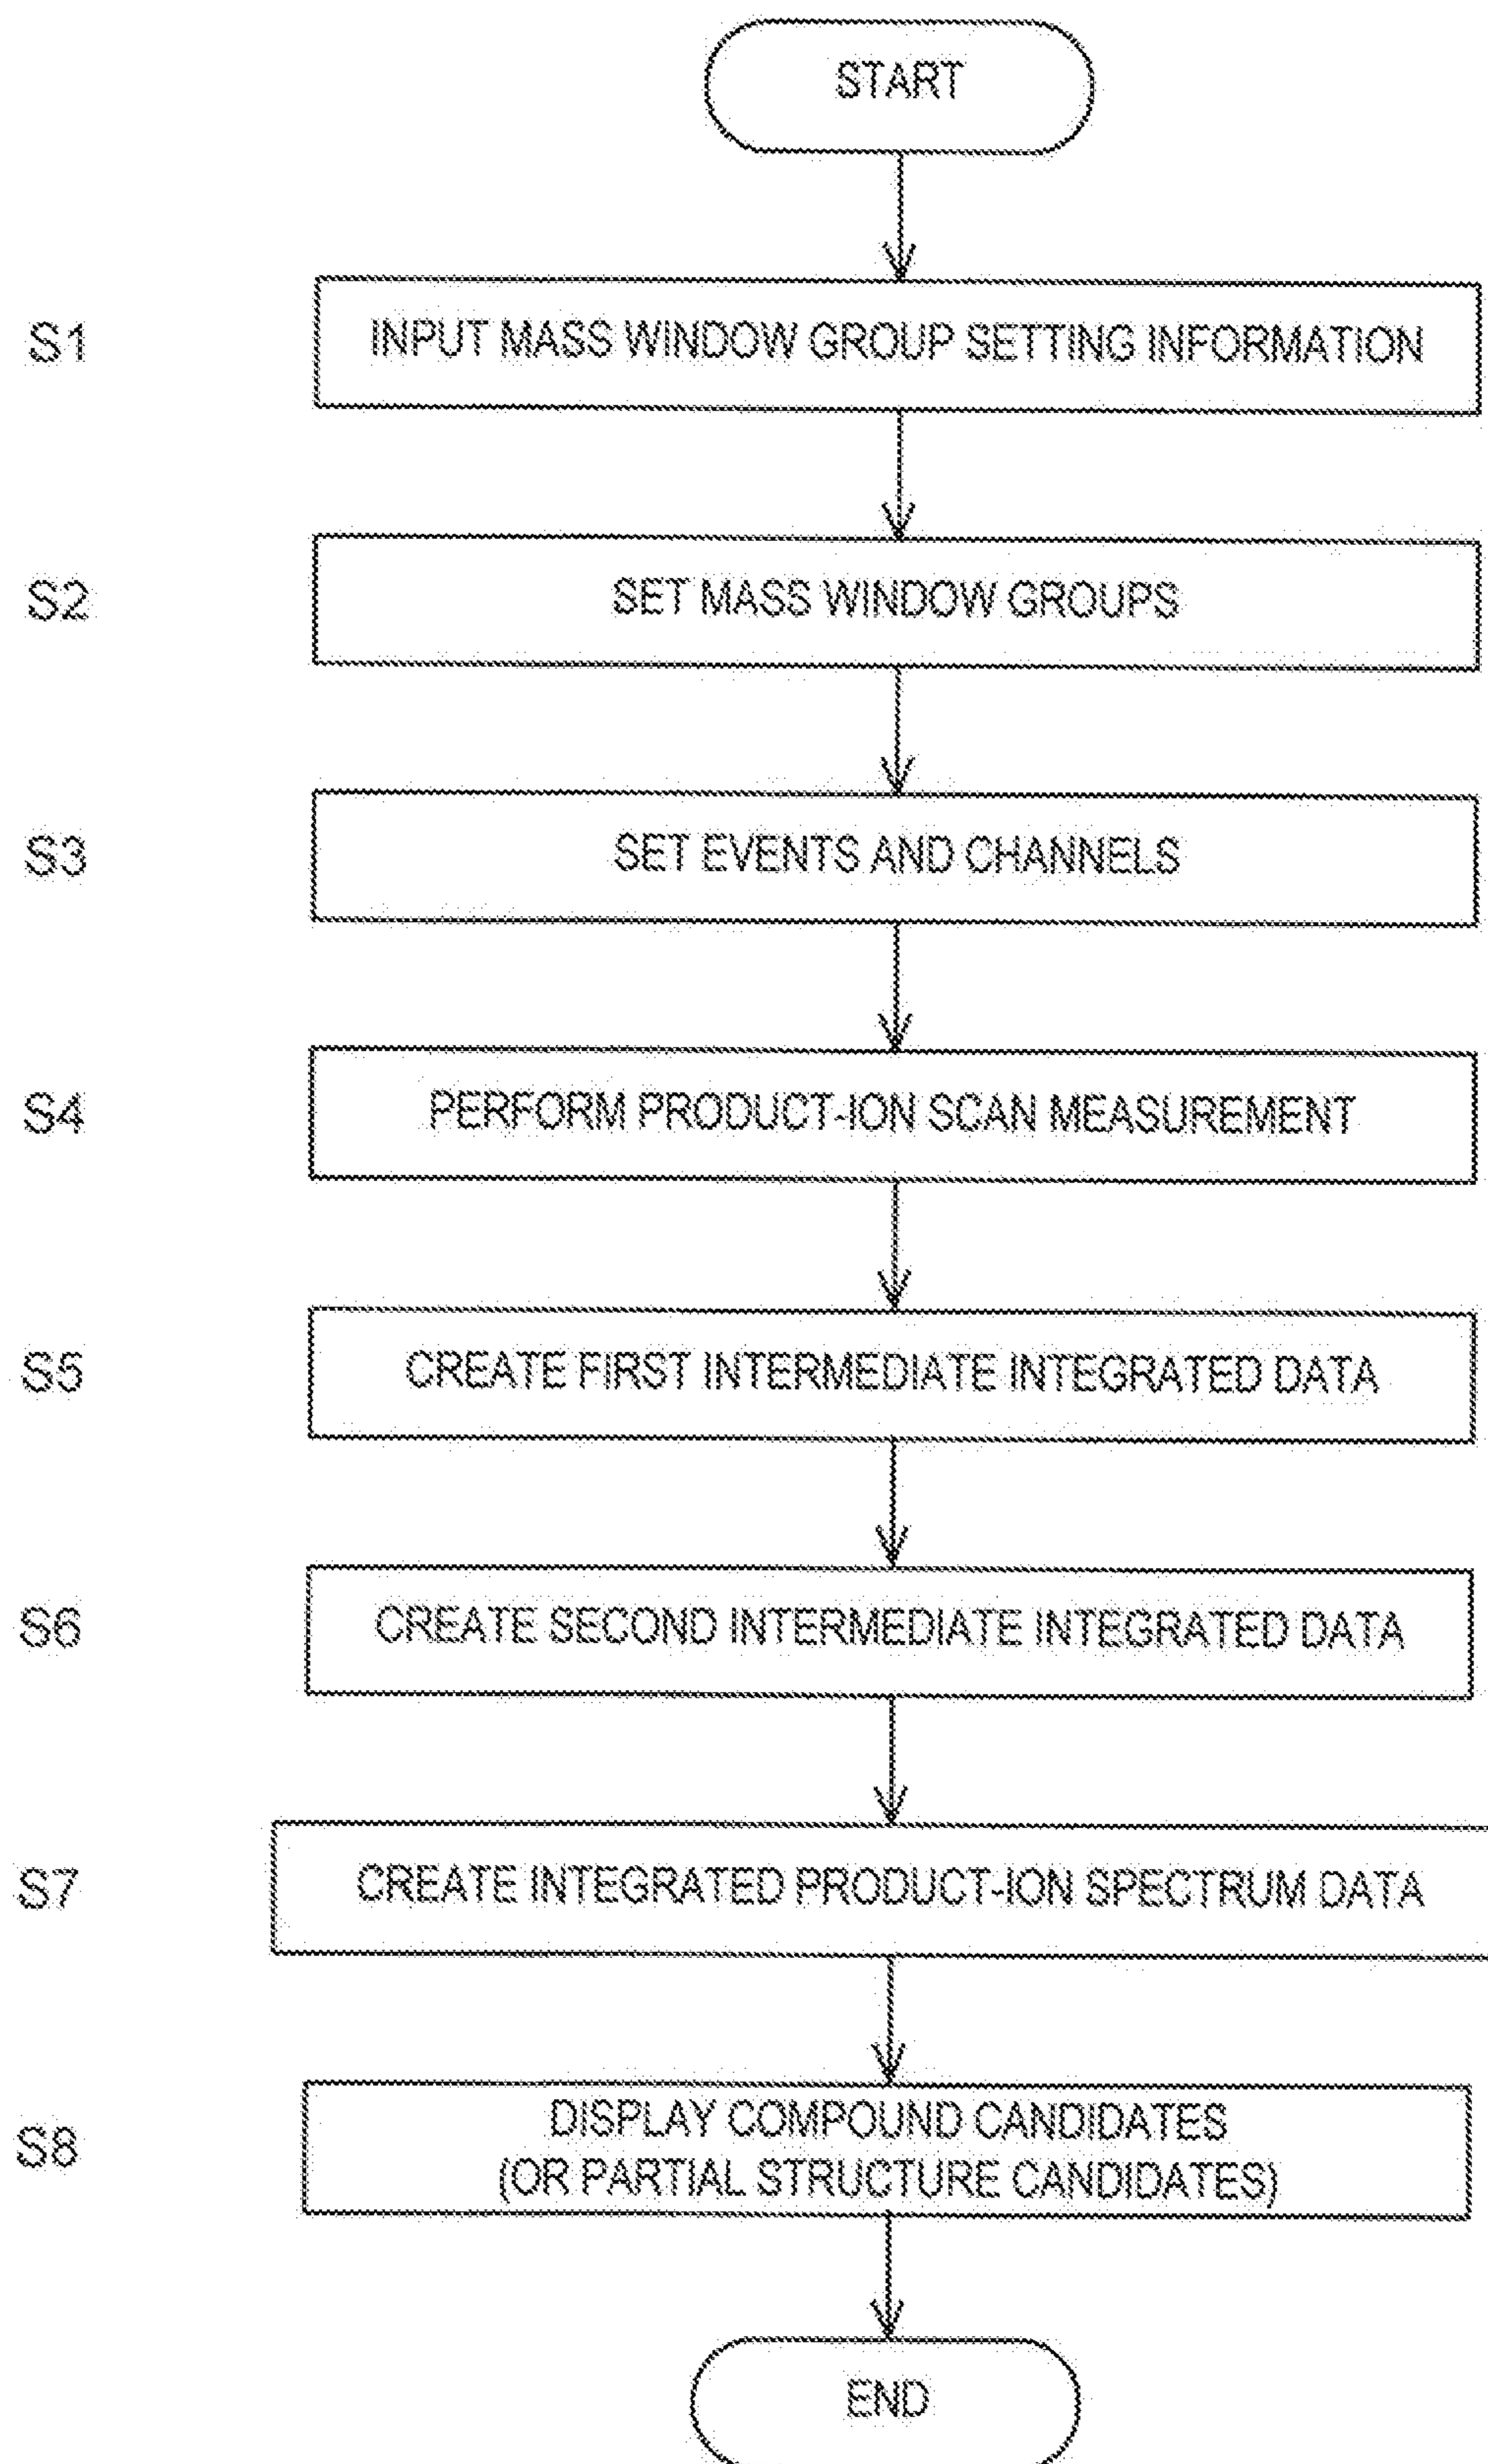 START
S1 INPUT MASS WINDOW GROUP SETTING INFORMATION
S2 SET MASS WINDOW GROUPS
S3 SET EVENTS AND CHANNELS
S4 PERFORM PRODUCT-ION SCAN MEASUREMENT
S5 CREATE FIRST INTERMEDIATE INTEGRATED DATA
S6 CREATE SECOND INTERMEDIATE INTEGRATED DATA
S7 CREATE INTEGRATED PRODUCT-ION SPECTRUM DATA
S8 DISPLAY COMPOUND CANDIDATES
(OR PARTIAL STRUCTURE CANDIDATES)
END